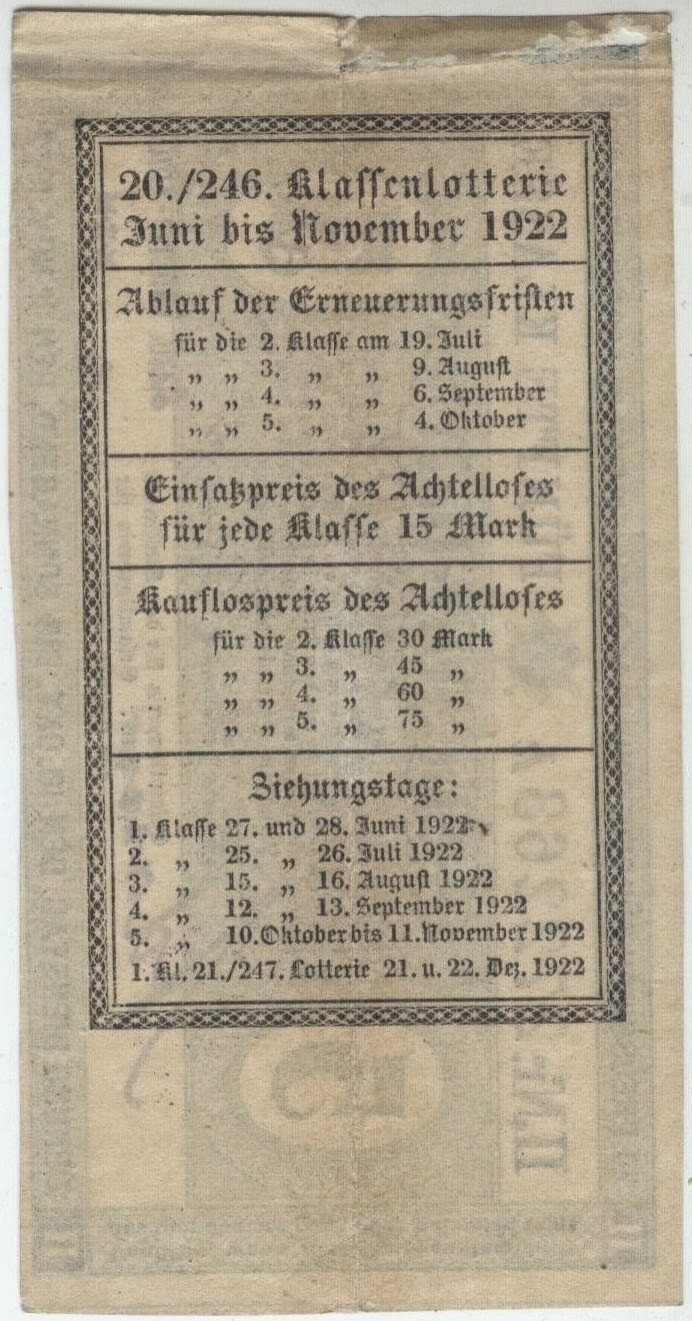 20./246. Klassenlotterie
Juni bis November 1922
Ablauf der Erneuerungsfristen
für die 2. Klasse am 19. Juli
„ „ 3. „ „ 9. August
„ „ 4. „ „ 6. September
„ „ 5. „ „ 4. Oktober
Einsatzpreis des Achtelloses
für jede Klasse 15 Mark
Kauflospreis des Achtelloses
für die 2. Klasse 30 Mark
„ „ 3. „ 45 „
„ „ 4. „ 60 „
„ „ 5. „ 75 „
Ziehungstage:
1. Klasse 27. und 28. Juni 1922
2. „ 25. „ 26. Juli 1922
3. „ 15. „ 16. August 1922
4. „ 12. „ 13. September 1922
5. „ 10. Oktober bis 11. November 1922
1. Kl. 21./247. Lotterie 21. u. 22. Dez. 1922